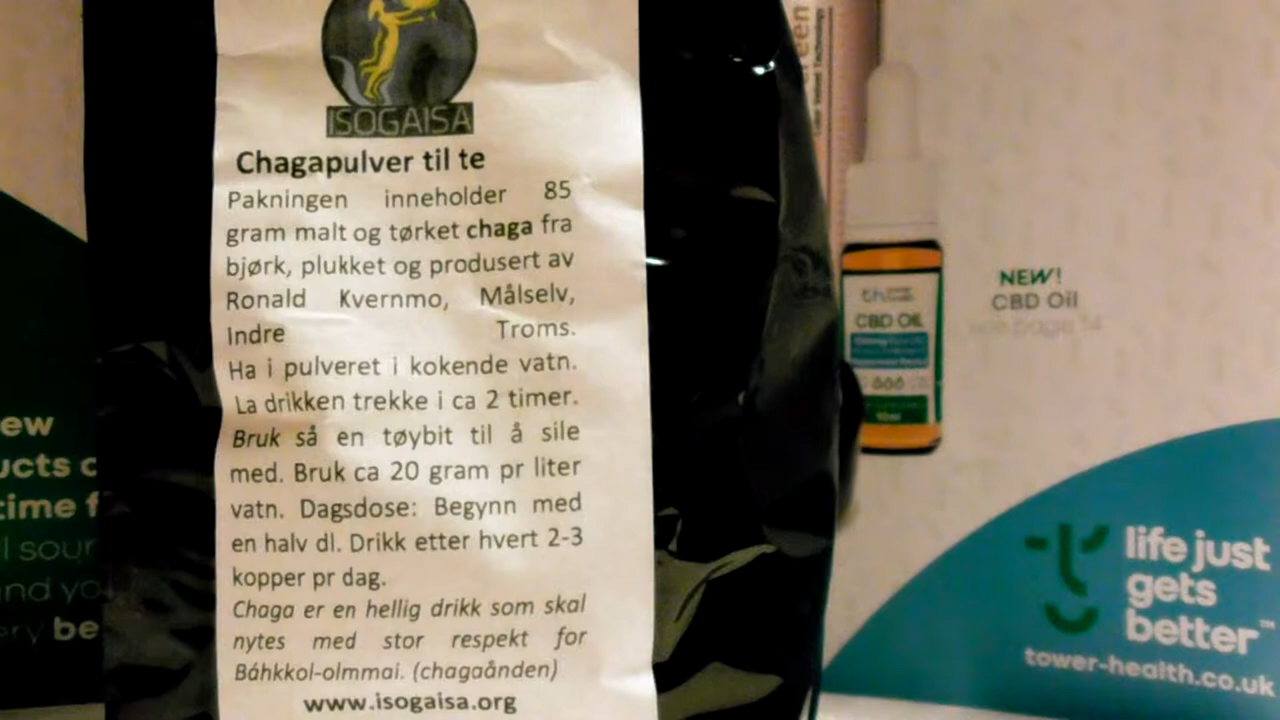 ISOGAISA
Chagapulver til te
Pakningen inneholder 85
gram malt og tørket chaga fra
bjørk, plukket og produsert av
Ronald Kvernmo, Målselv,
Indre Troms.
Ha i pulveret i kokende vatn.
La drikken trekke i ca 2 timer.
Bruk så en tøybit til å sile
med. Bruk ca 20 gram pr liter
vatn. Dagsdose: Begynn med
en halv dl. Drikk etter hvert 2-3
kopper pr dag.
Chaga er en hellig drikk som skal
nytes med stor respekt for
Báhkkol-olmmai. (chagaånden)
www.isogaisa.org
ew
ucts
time f
sour
be
CBD OIL
NEW!
CBD Oil
see page 14
life just
gets
better™
tower-health.co.uk